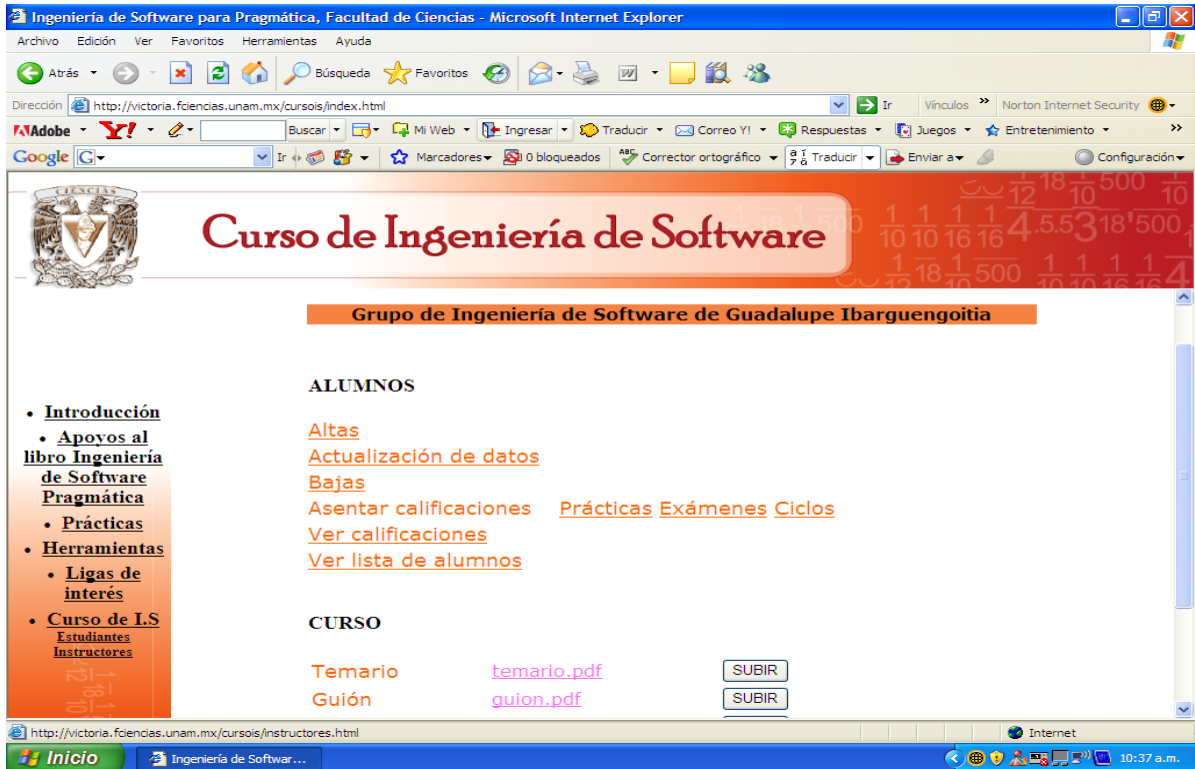 Ingeniería de Software para Pragmática, Facultad de Ciencias - Microsoft Internet Explorer
Archivo Edición Ver Favoritos Herramientas Ayuda
Atrás Búsqueda Favoritos
Dirección http://victoria.fciencias.unam.mx/cursois/index.html Ir Vínculos » Norton Internet Security
Adobe Y! Buscar Mi Web Ingresar Traducir Correo Y! Respuestas Juegos Entretenimiento »
Google G Ir Marcadores 0 bloqueados Corrector ortográfico Traducir Enviar a Configuración
CIENCIAS
Curso de Ingeniería de Software
Grupo de Ingeniería de Software de Guadalupe Ibarguengoitia
• Introducción
• Apoyos al
libro Ingeniería
de Software
Pragmática
• Prácticas
• Herramientas
• Ligas de
interés
• Curso de I.S
Estudiantes
Instructores
ALUMNOS
Altas
Actualización de datos
Bajas
Asentar calificaciones Prácticas Exámenes Ciclos
Ver calificaciones
Ver lista de alumnos
CURSO
Temario temario.pdf SUBIR
Guión guion.pdf SUBIR
http://victoria.fciencias.unam.mx/cursois/instructores.html Internet
Inicio Ingeniería de Softwar... 10:37 a.m.